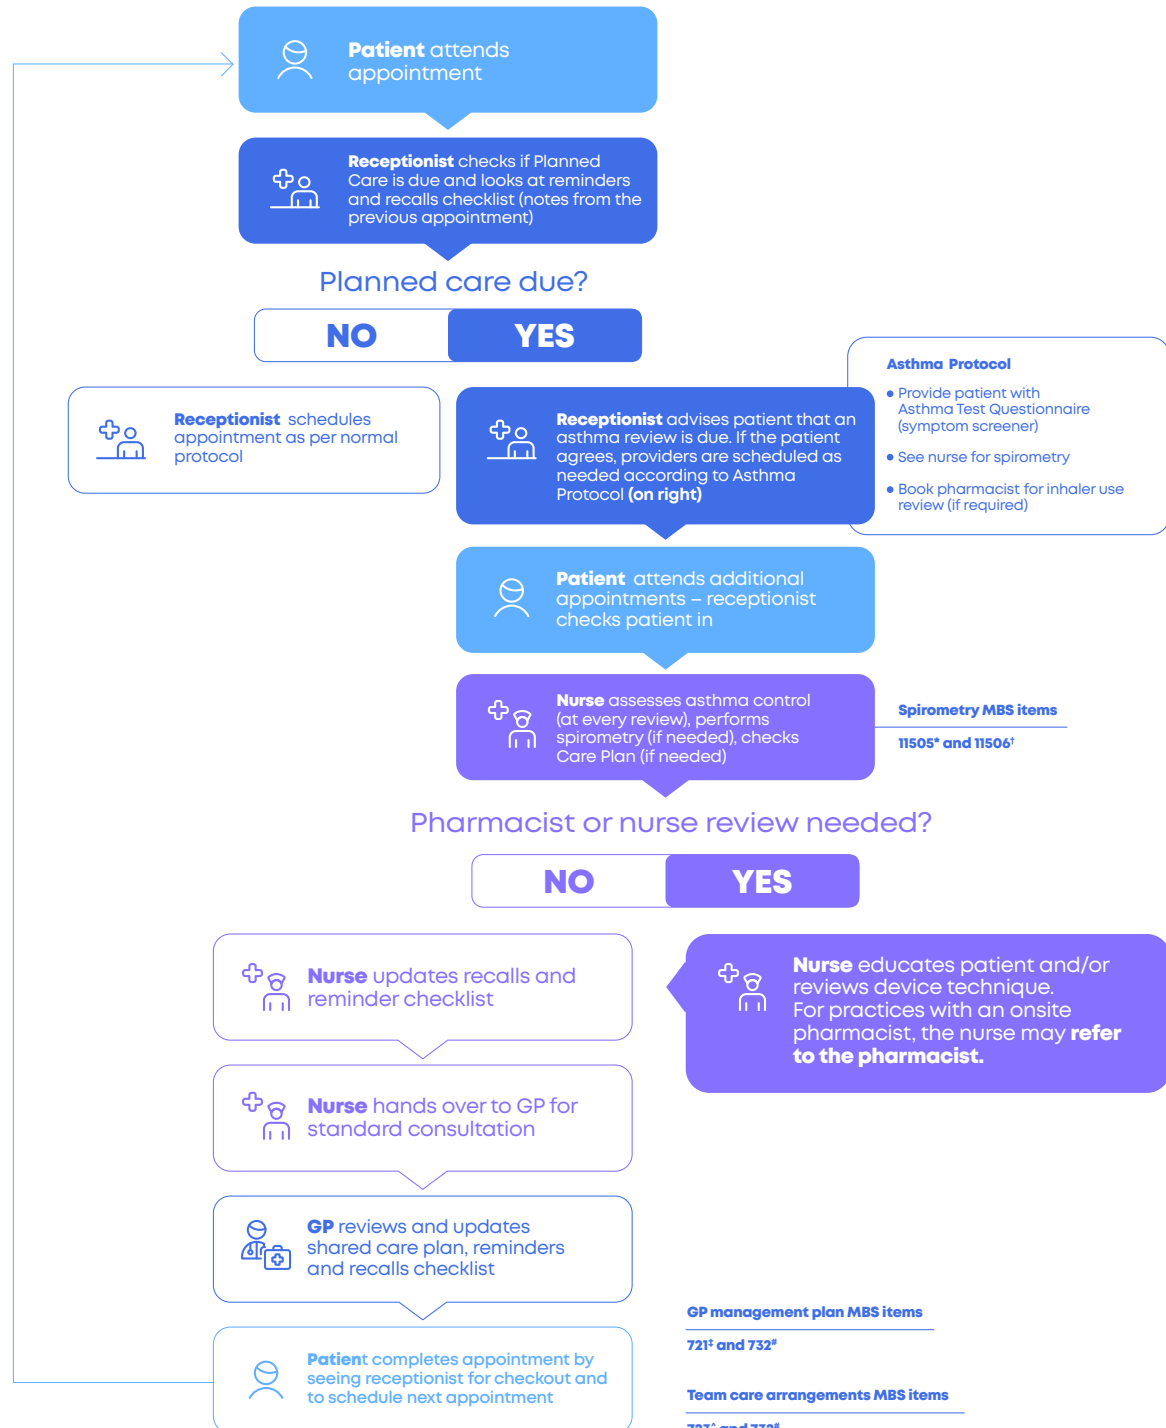 Patient attends
appointment
Receptionist checks if Planned
Care is due and looks at reminders
and recalls checklist (notes from the
previous appointment)
Planned care due?
NO
YES
Receptionist schedules
appointment as per normal
protocol
Receptionist advises patient that an
asthma review is due. If the patient
agrees, providers are scheduled as
needed according to Asthma
Protocol (on right)
Asthma Protocol
• Provide patient with
Asthma Test Questionnaire
(symptom screener)
• See nurse for spirometry
• Book pharmacist for inhaler use
review (if required)
Patient attends additional
appointments – receptionist
checks patient in
Nurse assesses asthma control
(at every review), performs
spirometry (if needed), checks
Care Plan (if needed)
Spirometry MBS items
11505* and 11506†
Pharmacist or nurse review needed?
NO
YES
Nurse updates recalls and
reminder checklist
Nurse educates patient and/or
reviews device technique.
For practices with an onsite
pharmacist, the nurse may refer
to the pharmacist.
Nurse hands over to GP for
standard consultation
GP reviews and updates
shared care plan, reminders
and recalls checklist
GP management plan MBS items
721‡ and 732#
Patient completes appointment by
seeing receptionist for checkout and
to schedule next appointment
Team care arrangements MBS items
723^ and 732#